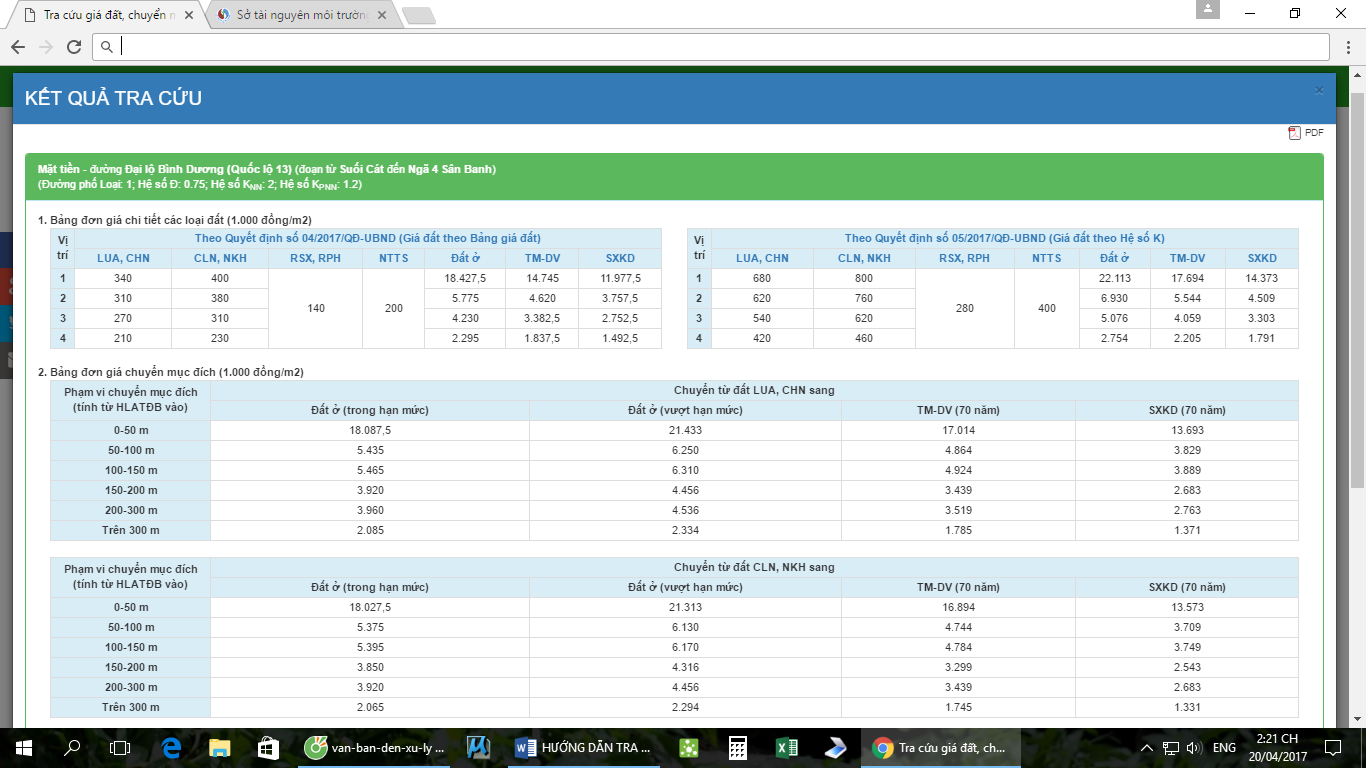 Tra cứu giá đất, chuyển
Sở tài nguyên môi trường
KẾT QUẢ TRA CỨU
PDF
Mặt tiền - đường Đại lộ Bình Dương (Quốc lộ 13) (đoạn từ Suối Cát đến Ngã 4 Sân Banh)
(Đường phố Loại: 1; Hệ số Đ: 0.75; Hệ số KNN: 2; Hệ số KPNN: 1.2)
1. Bảng đơn giá chi tiết các loại đất (1.000 đồng/m2)
Vị trí Theo Quyết định số 04/2017/QĐ-UBND (Giá đất theo Bảng giá đất)
LUA, CHN CLN, NKH RSX, RPH NTTS Đất ở TM-DV SXKD
1 340 400 140 200 18.427,5 14.745 11.977,5
2 310 380 5.775 4.620 3.757,5
3 270 310 4.230 3.382,5 2.752,5
4 210 230 2.295 1.837,5 1.492,5
Vị trí Theo Quyết định số 05/2017/QĐ-UBND (Giá đất theo Hệ số K)
LUA, CHN CLN, NKH RSX, RPH NTTS Đất ở TM-DV SXKD
1 680 800 280 400 22.113 17.694 14.373
2 620 760 6.930 5.544 4.509
3 540 620 5.076 4.059 3.303
4 420 460 2.754 2.205 1.791
2. Bảng đơn giá chuyển mục đích (1.000 đồng/m2)
Phạm vi chuyển mục đích (tính từ HLATĐB vào) Chuyển từ đất LUA, CHN sang
Đất ở (trong hạn mức) Đất ở (vượt hạn mức) TM-DV (70 năm) SXKD (70 năm)
0-50 m 18.087,5 21.433 17.014 13.693
50-100 m 5.435 6.250 4.864 3.829
100-150 m 5.465 6.310 4.924 3.889
150-200 m 3.920 4.456 3.439 2.683
200-300 m 3.960 4.536 3.519 2.763
Trên 300 m 2.085 2.334 1.785 1.371
Phạm vi chuyển mục đích (tính từ HLATĐB vào) Chuyển từ đất CLN, NKH sang
Đất ở (trong hạn mức) Đất ở (vượt hạn mức) TM-DV (70 năm) SXKD (70 năm)
0-50 m 18.027,5 21.313 16.894 13.573
50-100 m 5.375 6.130 4.744 3.709
100-150 m 5.395 6.170 4.784 3.749
150-200 m 3.850 4.316 3.299 2.543
200-300 m 3.920 4.456 3.439 2.683
Trên 300 m 2.065 2.294 1.745 1.331
van-ban-den-xu-ly ...
HƯỚNG DẪN TRA ...
Tra cứu giá đất, ch...
ENG
2:21 CH
20/04/2017